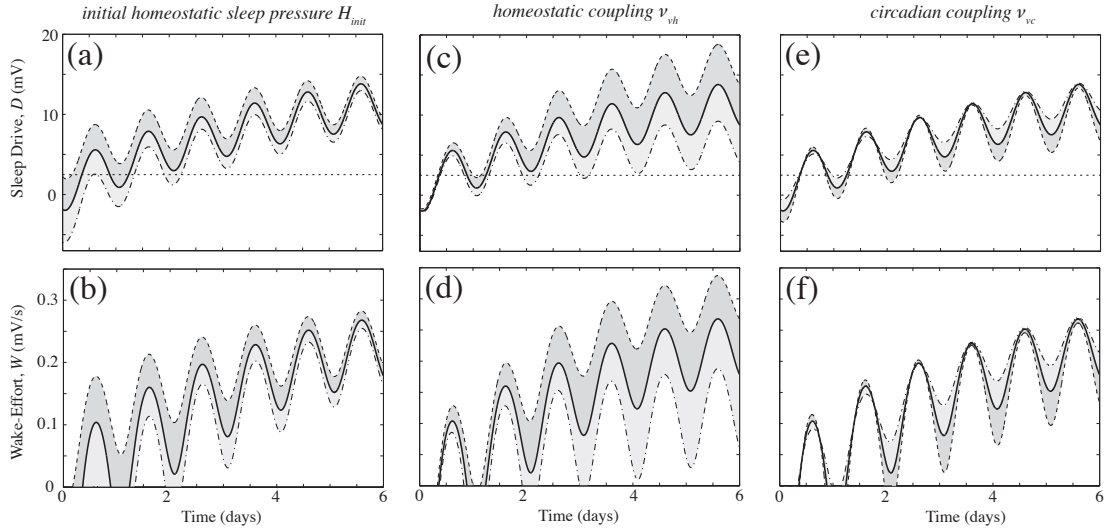 initial homeostatic sleep pressure H_init
homeostatic coupling ν_vh
circadian coupling ν_vc
Sleep Drive, D (mV)
20
10
0
(a)
(c)
(e)
Wake-Effort, W (mV/s)
0.3
0.2
0.1
0
(b)
(d)
(f)
0 2 4 6
0 2 4 6
0 2 4 6
Time (days)
Time (days)
Time (days)